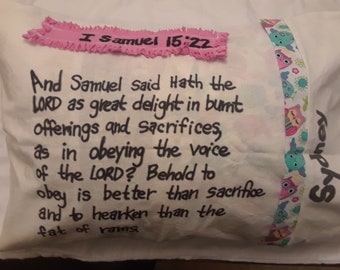 I Samuel 15:22
And Samuel said Hath the
LORD as great delight in burnt
offerings and sacrifices,
as in obeying the voice
of the LORD? Behold to
obey is better than sacrifice
and to hearken than the
fat of rams
Sydney